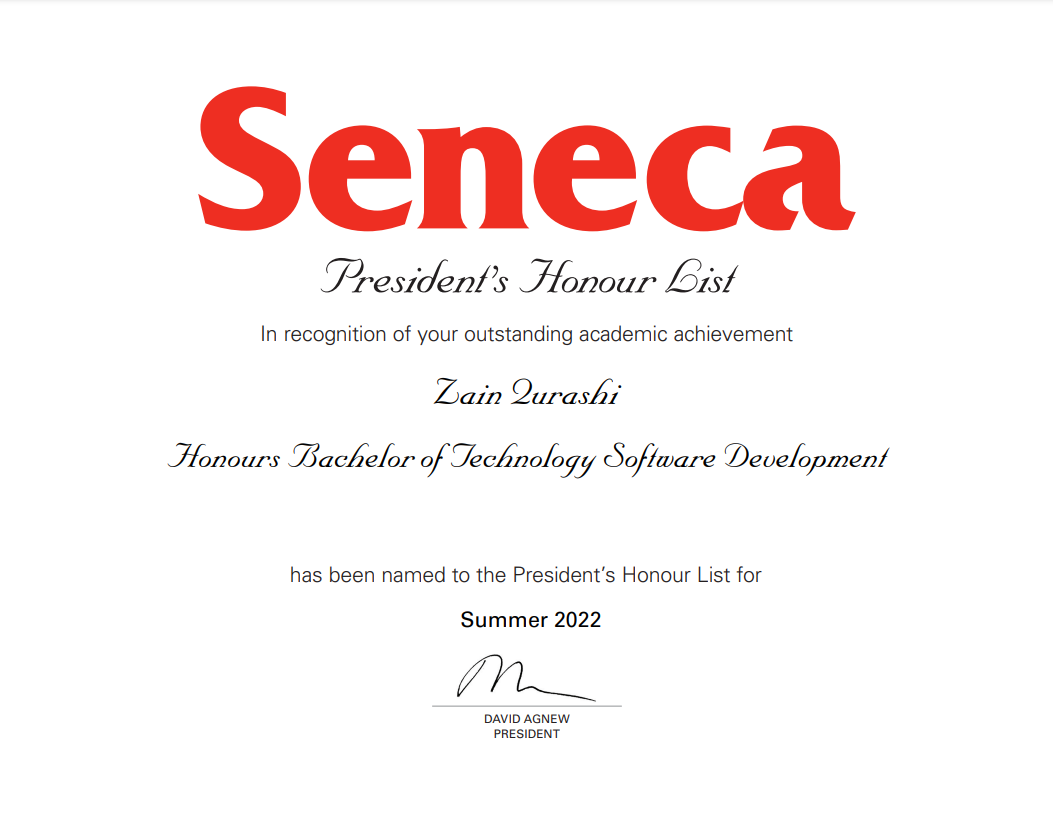 Seneca
President's Honour List
In recognition of your outstanding academic achievement
Zain Qurashi
Honours Bachelor of Technology Software Development
has been named to the President's Honour List for
Summer 2022
DAVID AGNEW
PRESIDENT